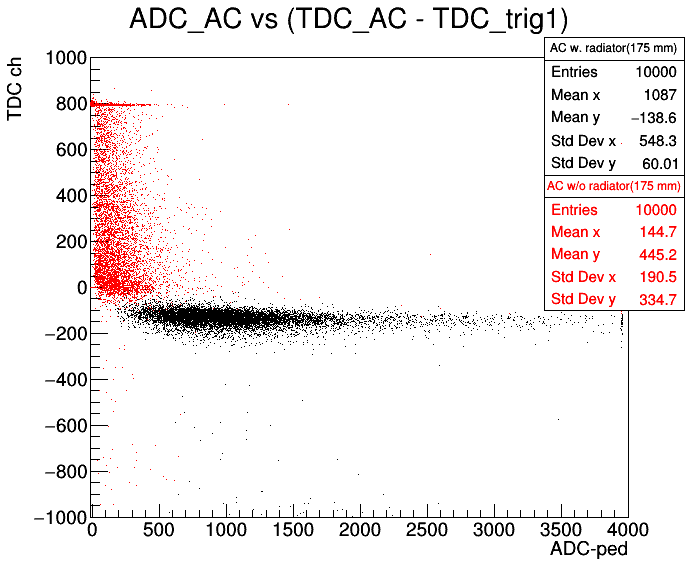 ADC_AC vs (TDC_AC - TDC_trig1)
TDC ch
1000
800
600
400
200
0
−200
−400
−600
−800
−1000
0 500 1000 1500 2000 2500 3000 3500 4000
ADC-ped
AC w. radiator(175 mm)
Entries 10000
Mean x 1087
Mean y −138.6
Std Dev x 548.3
Std Dev y 60.01
AC w/o radiator(175 mm)
Entries 10000
Mean x 144.7
Mean y 445.2
Std Dev x 190.5
Std Dev y 334.7